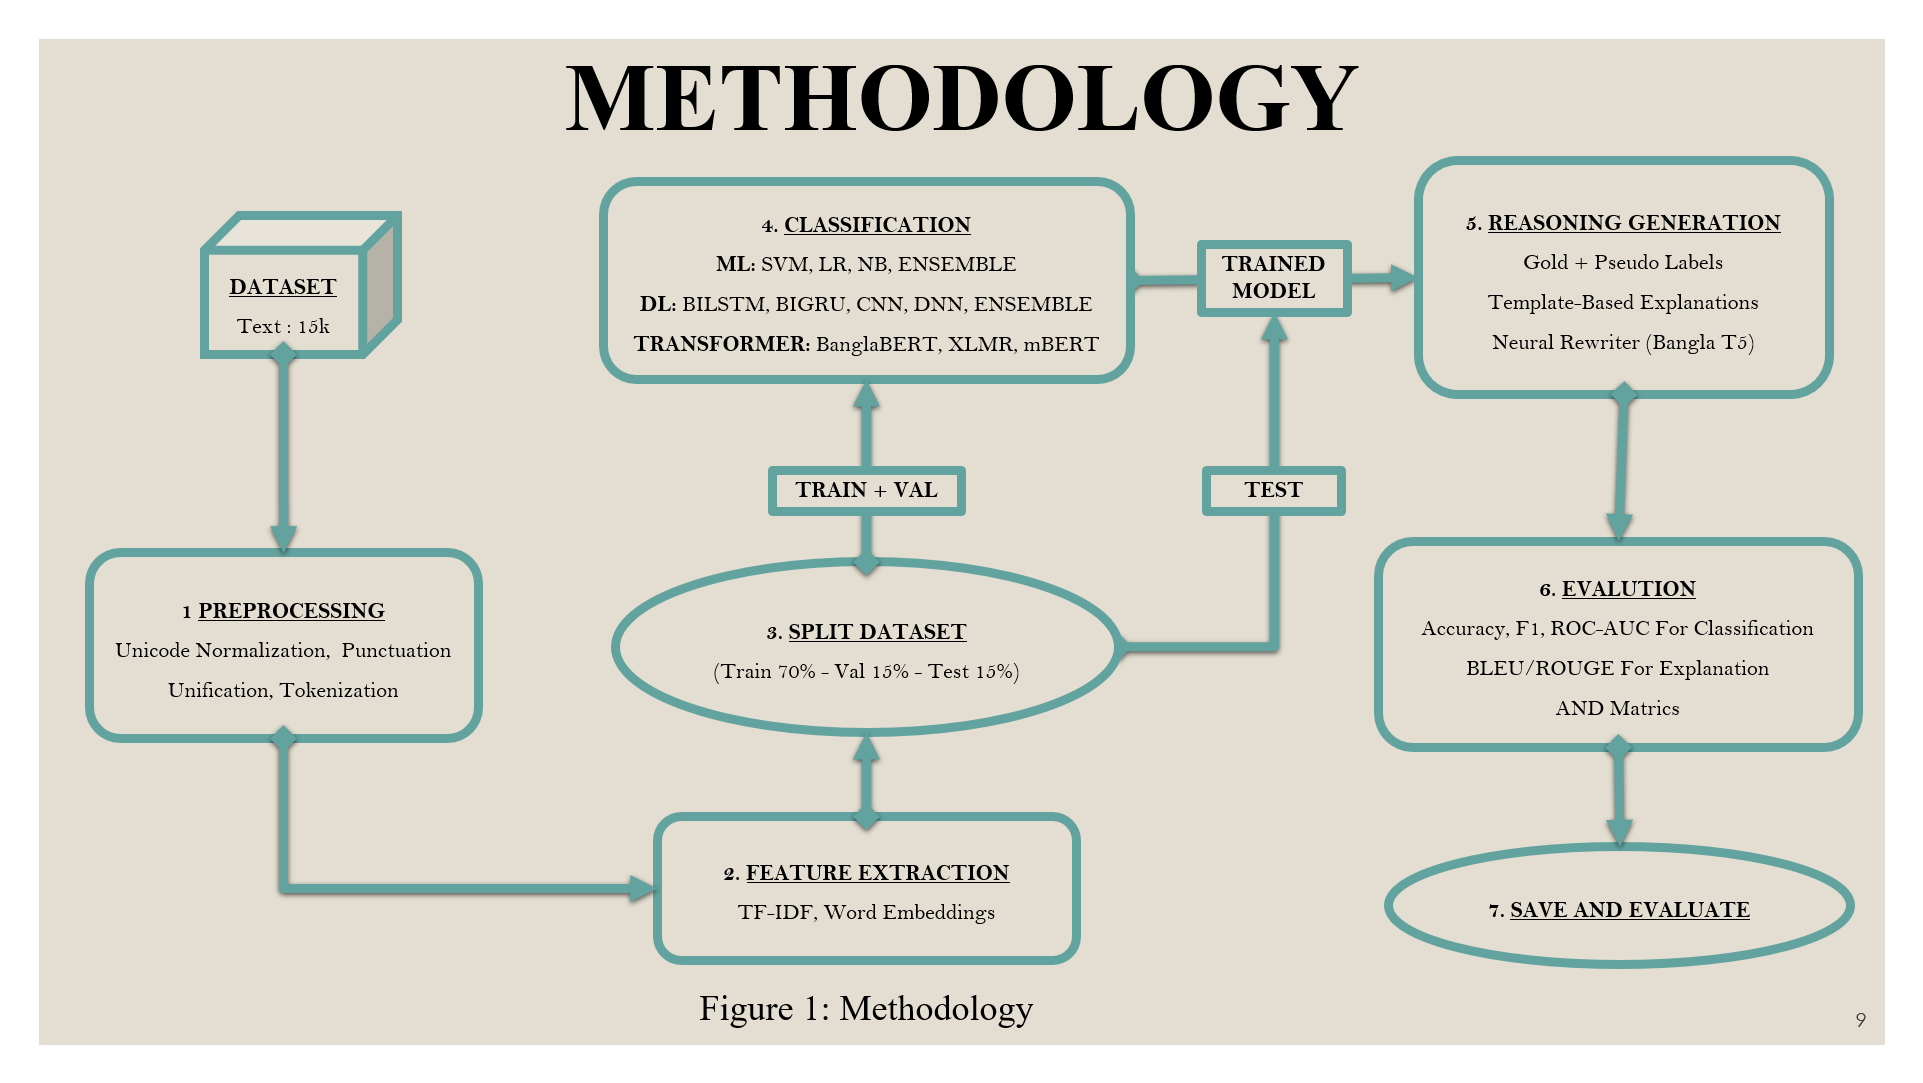 METHODOLOGY
DATASET
Text : 15k
1 PREPROCESSING
Unicode Normalization, Punctuation
Unification, Tokenization
2. FEATURE EXTRACTION
TF-IDF, Word Embeddings
3. SPLIT DATASET
(Train 70% - Val 15% - Test 15%)
TRAIN + VAL
TEST
4. CLASSIFICATION
ML: SVM, LR, NB, ENSEMBLE
DL: BILSTM, BIGRU, CNN, DNN, ENSEMBLE
TRANSFORMER: BanglaBERT, XLMR, mBERT
TRAINED
MODEL
5. REASONING GENERATION
Gold + Pseudo Labels
Template-Based Explanations
Neural Rewriter (Bangla T5)
6. EVALUTION
Accuracy, F1, ROC-AUC For Classification
BLEU/ROUGE For Explanation
AND Matrics
7. SAVE AND EVALUATE
Figure 1: Methodology
9